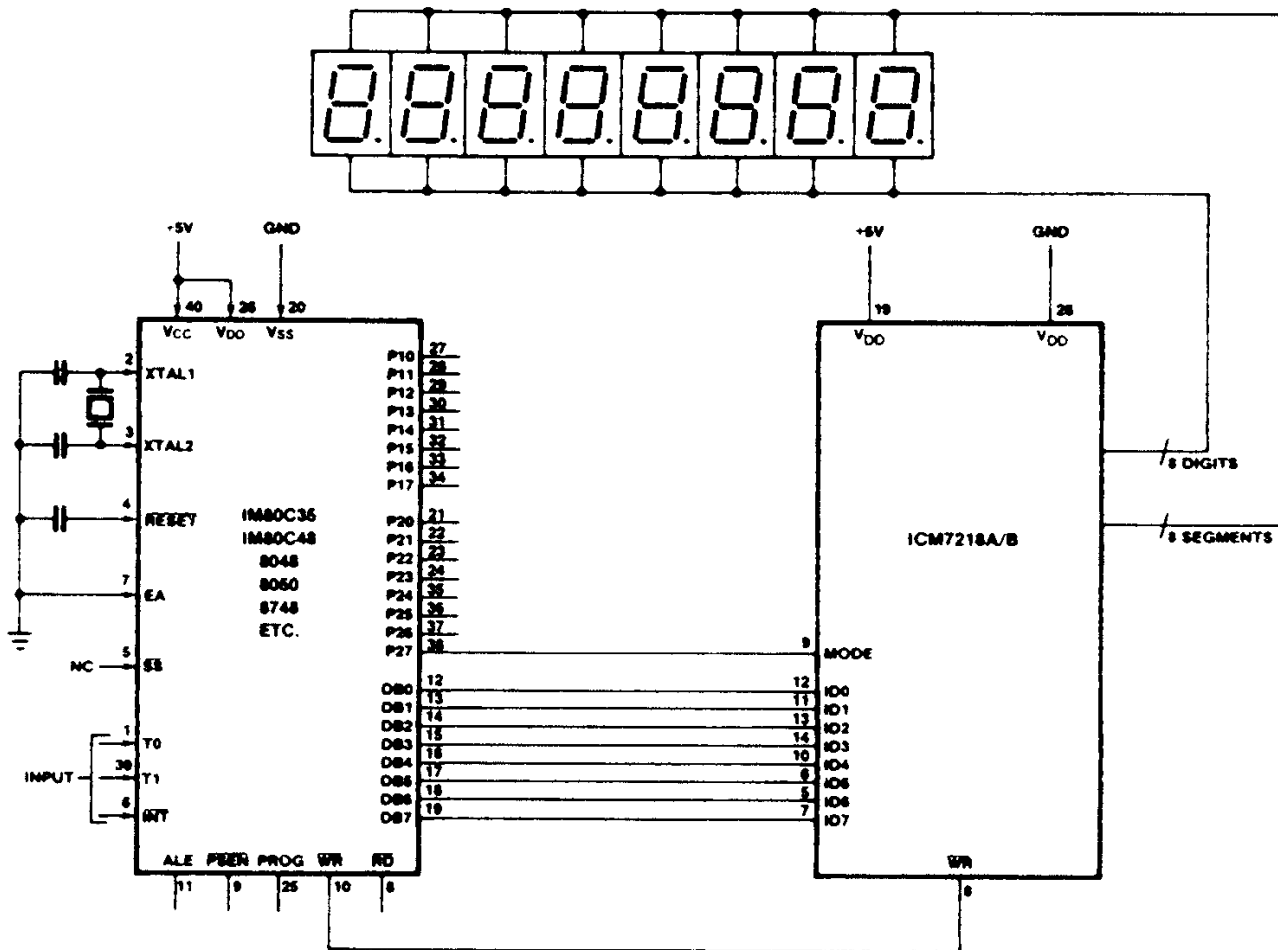 +5V GND
+5V GND
40 26 20
VCC VDD VSS
19 28
VDD VDD
2 XTAL1
3 XTAL2
4 RESET
7 EA
NC 5 SS
INPUT
1 T0
39 T1
6 INT
IM80C35
IM80C48
8048
8050
8748
ETC.
P10 27
P11 28
P12 29
P13 30
P14 31
P15 32
P16 33
P17 34
P20 21
P21 22
P22 23
P23 24
P24 35
P25 36
P26 37
P27 38
DB0 12
DB1 13
DB2 14
DB3 15
DB4 16
DB5 17
DB6 18
DB7 19
ALE PSEN PROG WR RD
11 9 25 10 8
ICM7218A/B
8 DIGITS
8 SEGMENTS
9 MODE
12 ID0
11 ID1
13 ID2
14 ID3
10 ID4
6 ID5
5 ID6
7 ID7
WR
8